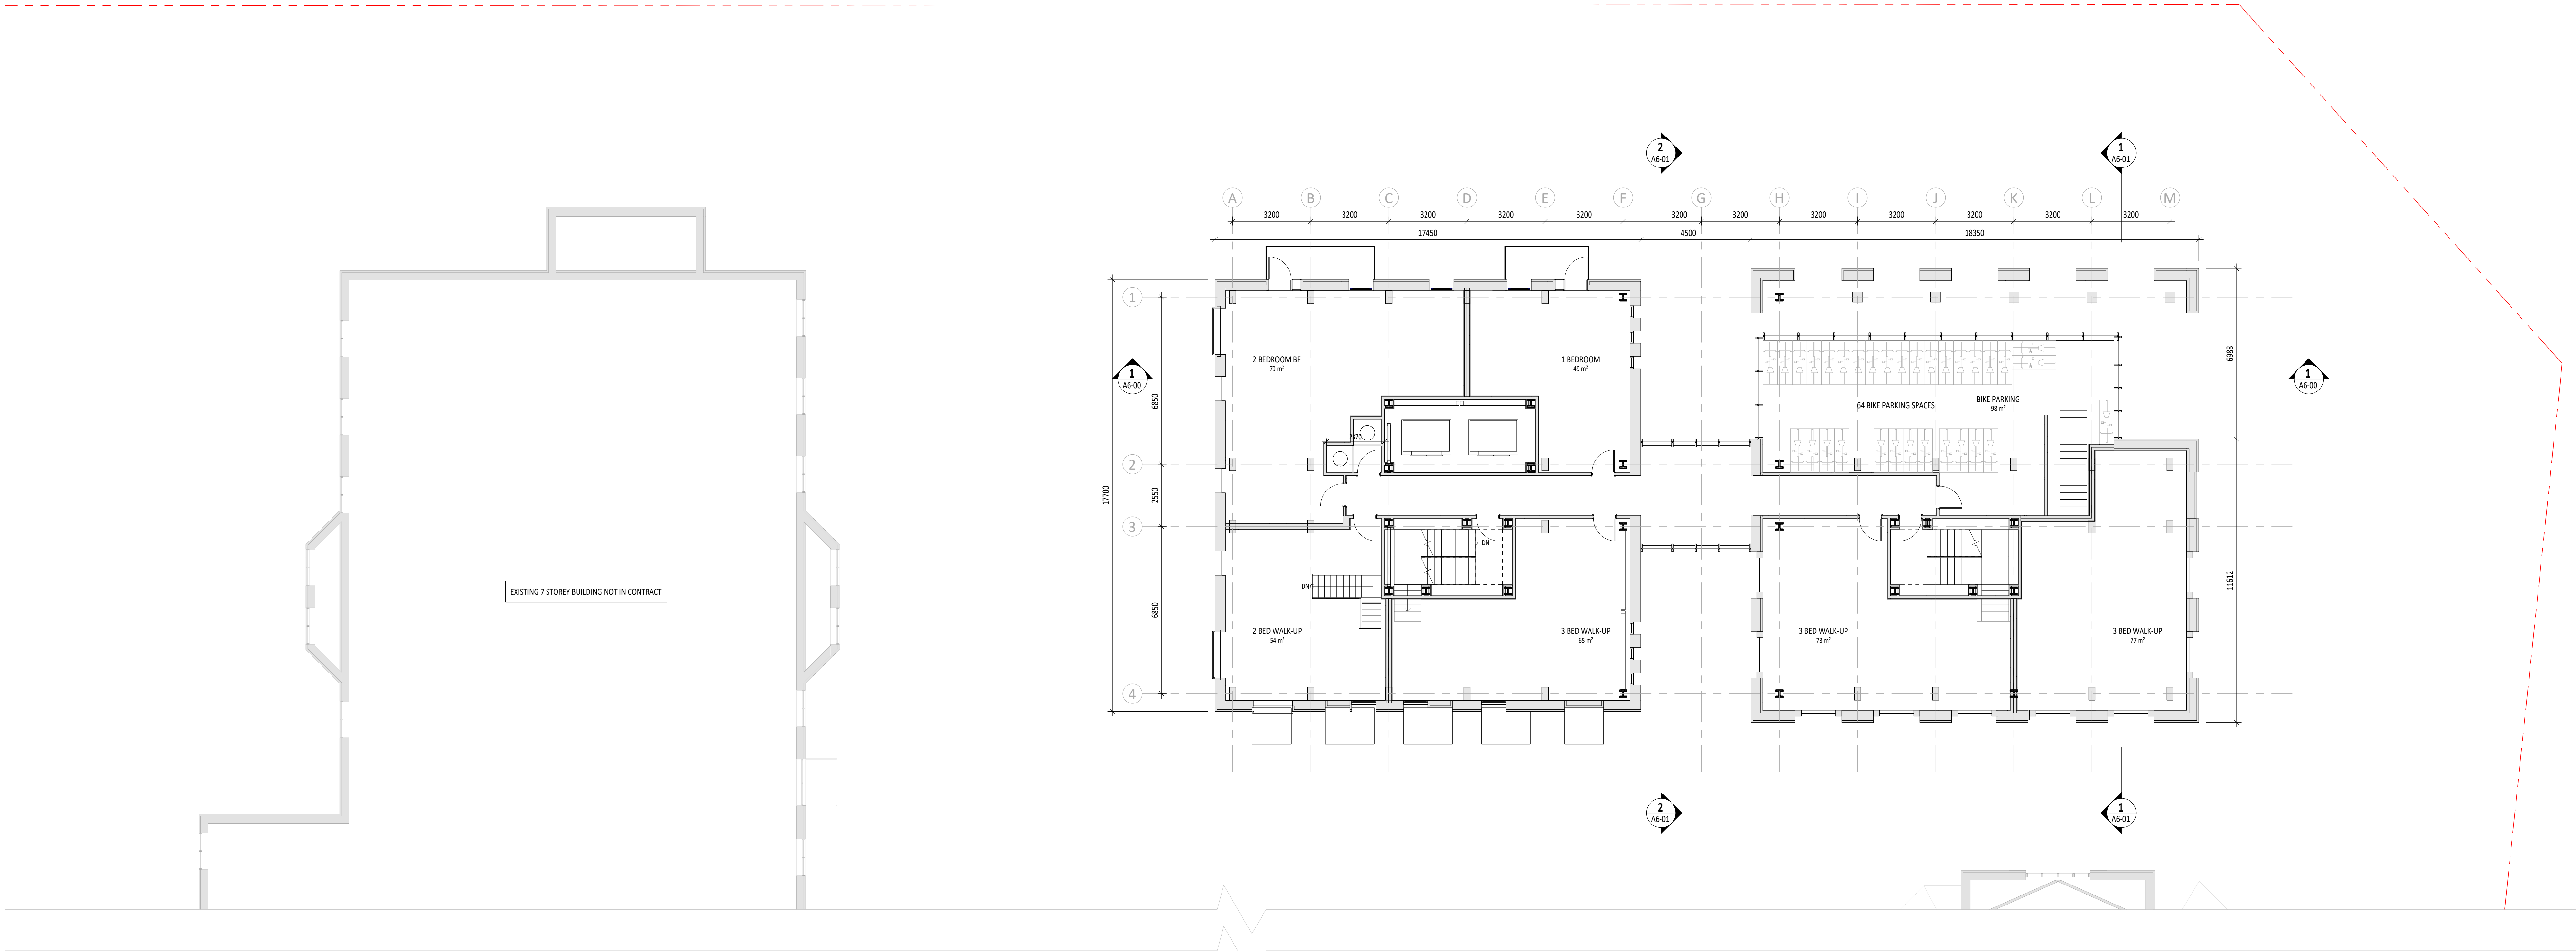 2
A6-01
1
A6-01
A B C D E F G H I J K L M
3200 3200 3200 3200 3200 3200 3200 3200 3200 3200 3200 3200
17450 4500 18350
1
2
3
4
1
A6-00
1
A6-00
6850
2550
6850
17700
6988
11612
2 BEDROOM BF
79 m²
1 BEDROOM
49 m²
64 BIKE PARKING SPACES
BIKE PARKING
98 m²
2370
DN
DN
EXISTING 7 STOREY BUILDING NOT IN CONTRACT
2 BED WALK-UP
54 m²
3 BED WALK-UP
65 m²
3 BED WALK-UP
73 m²
3 BED WALK-UP
77 m²
2
A6-01
1
A6-01